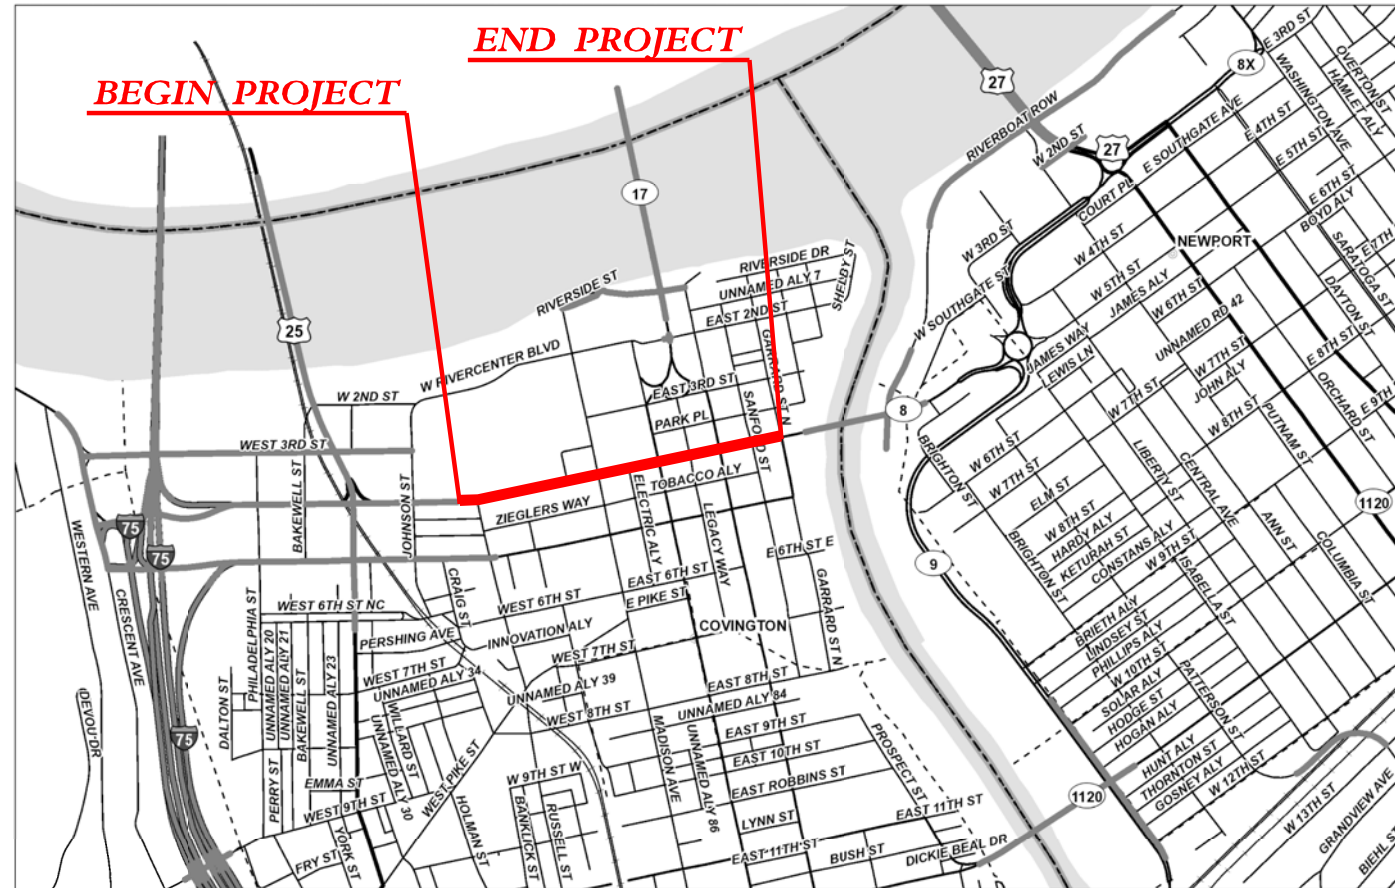 END PROJECT
BEGIN PROJECT
27
8X
E 3RD ST
OVERTON ST
HAMLET ALY
WASHINGTON AVE
RIVERBOAT ROW
W 2ND ST
27
E SOUTHGATE AVE
E 4TH ST
E 5TH ST
E 6TH ST
BOYD ALY
E 7TH
SARATOGA ST
17
COURT PL
NEWPORT
W 3RD ST
W 4TH ST
W 5TH ST
JAMES ALY
W 6TH ST
UNNAMED RD 42
DAYTON ST
E 8TH ST
E 9TH
ORCHARD ST
RIVERSIDE DR
UNNAMED ALY 7
SHELBY ST
RIVERSIDE ST
EAST 2ND ST
GARRARD ST N
W SOUTHGATE ST
JAMES WAY
LEWIS LN
W 7TH ST
JOHN ALY
W 7TH ST
W 8TH ST
PUTNAM ST
25
W RIVERCENTER BLVD
W 2ND ST
EAST 3RD ST
PARK PL
SANFORD ST
8
WEST 3RD ST
BAKEWELL ST
JOHNSON ST
ZIEGLERS WAY
TOBACCO ALY
ELECTRIC ALY
LEGACY WAY
BRIGHTON ST
W 6TH ST
W 7TH ST
ELM ST
W 8TH ST
HARDY ALY
KETURAH ST
CONSTANS ALY
W 9TH ST
LIBERTY ST
CENTRAL AVE
ANN ST
COLUMBIA ST
1120
ISABELLA ST
BRIGHTON ST
9
75
75
WESTERN AVE
CRESCENT AVE
E 6TH ST E
EAST 6TH ST
E PIKE ST
GARRARD ST N
COVINGTON
CRAIG ST
WEST 6TH ST
INNOVATION ALY
WEST 7TH ST
WEST 6TH ST NC
PHILADELPHIA ST
UNNAMED ALY 20
UNNAMED ALY 21
BAKEWELL ST
UNNAMED ALY 23
PERSHING AVE
WEST 7TH ST
UNNAMED ALY 34
UNNAMED ALY 39
WEST 8TH ST
EAST 8TH ST
UNNAMED ALY 84
EAST 9TH ST
EAST 10TH ST
EAST ROBBINS ST
PROSPECT ST
BRIETH ALY
LINDSEY ST
PHILLIPS ALY
W 10TH ST
SOLAR ALY
HODGE ST
HOGAN ALY
PATTERSON ST
HUNT ALY
THORNTON ST
GOSNEY ALY
W 12TH ST
W 13TH ST
GRANDVIEW AVE
BIEHL S
DEVOU DR
75
DALTON ST
PERRY ST
EMMA ST
WILLARD ST
UNNAMED ALY 30
WEST PIKE ST
WEST 9TH ST
YORK ST
FRY ST
HOLMAN ST
W 9TH ST W
BANKLICK ST
RUSSELL ST
MADISON AVE
UNNAMED ALY 86
LYNN ST
EAST 11TH ST
EAST 11TH ST
BUSH ST
DICKIE BEAL DR
1120